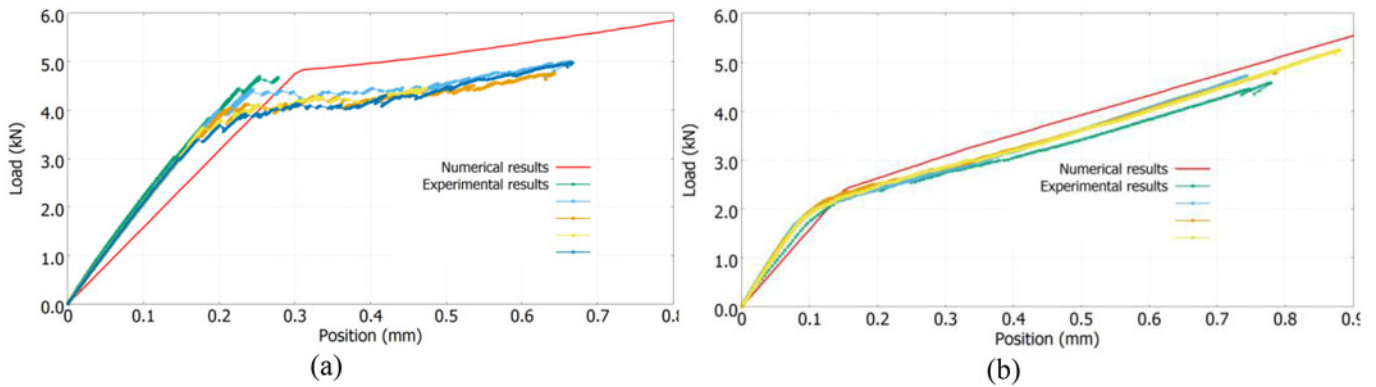 6.0
5.0
4.0
3.0
2.0
1.0
0.0
Load (kN)
Numerical results
Experimental results
0 0.1 0.2 0.3 0.4 0.5 0.6 0.7
Position (mm)
(a)
6.0
5.0
4.0
3.0
2.0
1.0
0.0
Load (kN)
Numerical results
Experimental results
0 0.1 0.2 0.3 0.4 0.5 0.6 0.7 0.8
Position (mm)
(b)